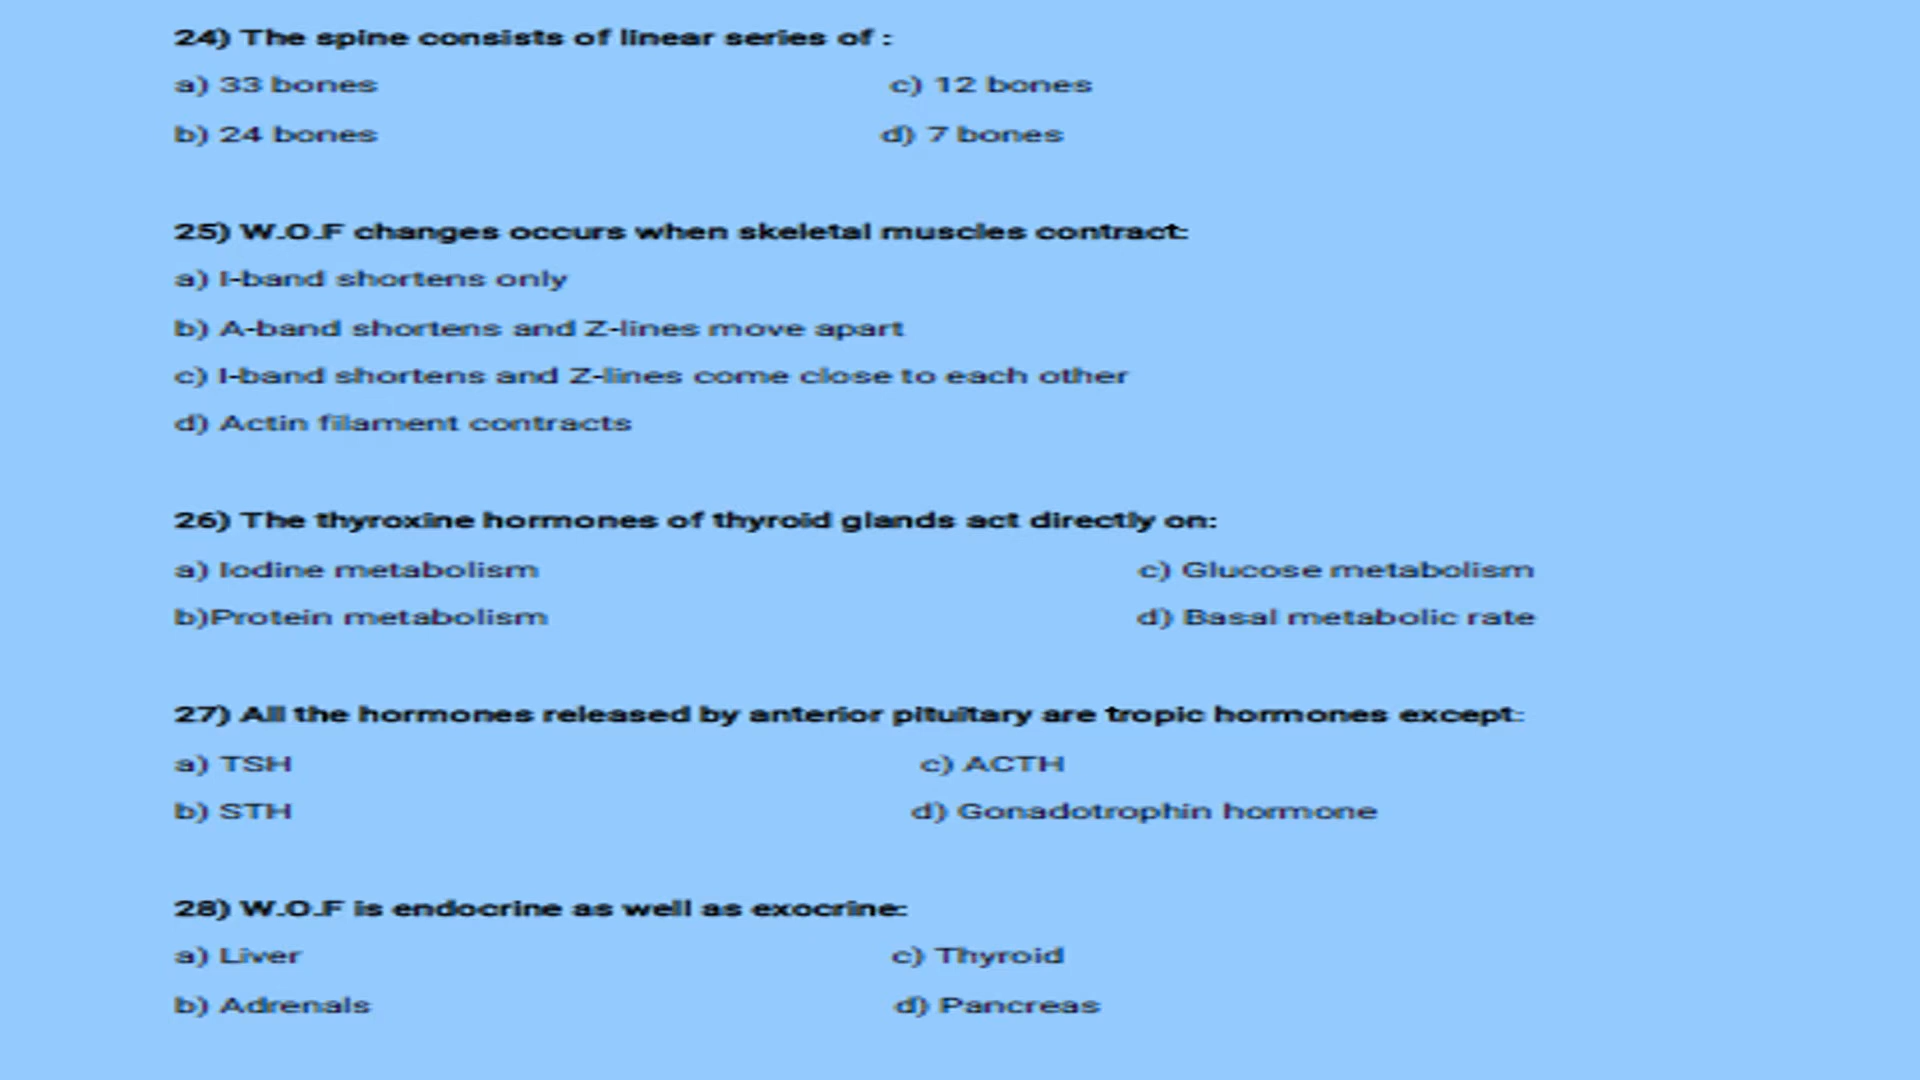 24) The spine consists of linear series of :
a) 33 bones c) 12 bones
b) 24 bones d) 7 bones
25) W.O.F changes occurs when skeletal muscles contract:
a) I-band shortens only
b) A-band shortens and Z-lines move apart
c) I-band shortens and Z-lines come close to each other
d) Actin filament contracts
26) The thyroxine hormones of thyroid glands act directly on:
a) Iodine metabolism c) Glucose metabolism
b)Protein metabolism d) Basal metabolic rate
27) All the hormones released by anterior pituitary are tropic hormones except:
a) TSH c) ACTH
b) STH d) Gonadotrophin hormone
28) W.O.F is endocrine as well as exocrine:
a) Liver c) Thyroid
b) Adrenals d) Pancreas